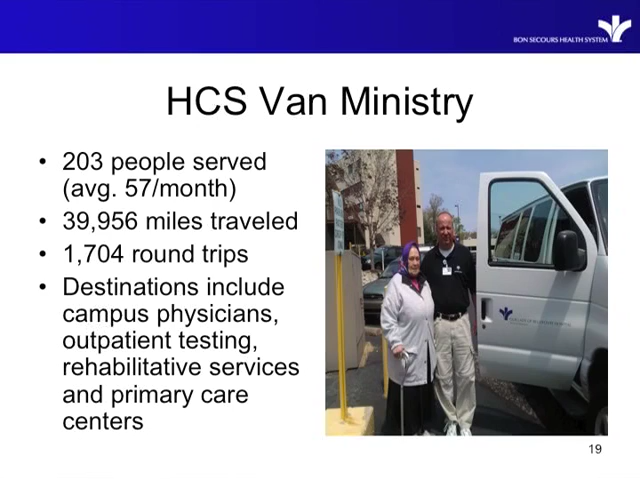 BON SECOURS HEALTH SYSTEM
HCS Van Ministry
• 203 people served
(avg. 57/month)
• 39,956 miles traveled
• 1,704 round trips
• Destinations include
campus physicians,
outpatient testing,
rehabilitative services
and primary care
centers
19